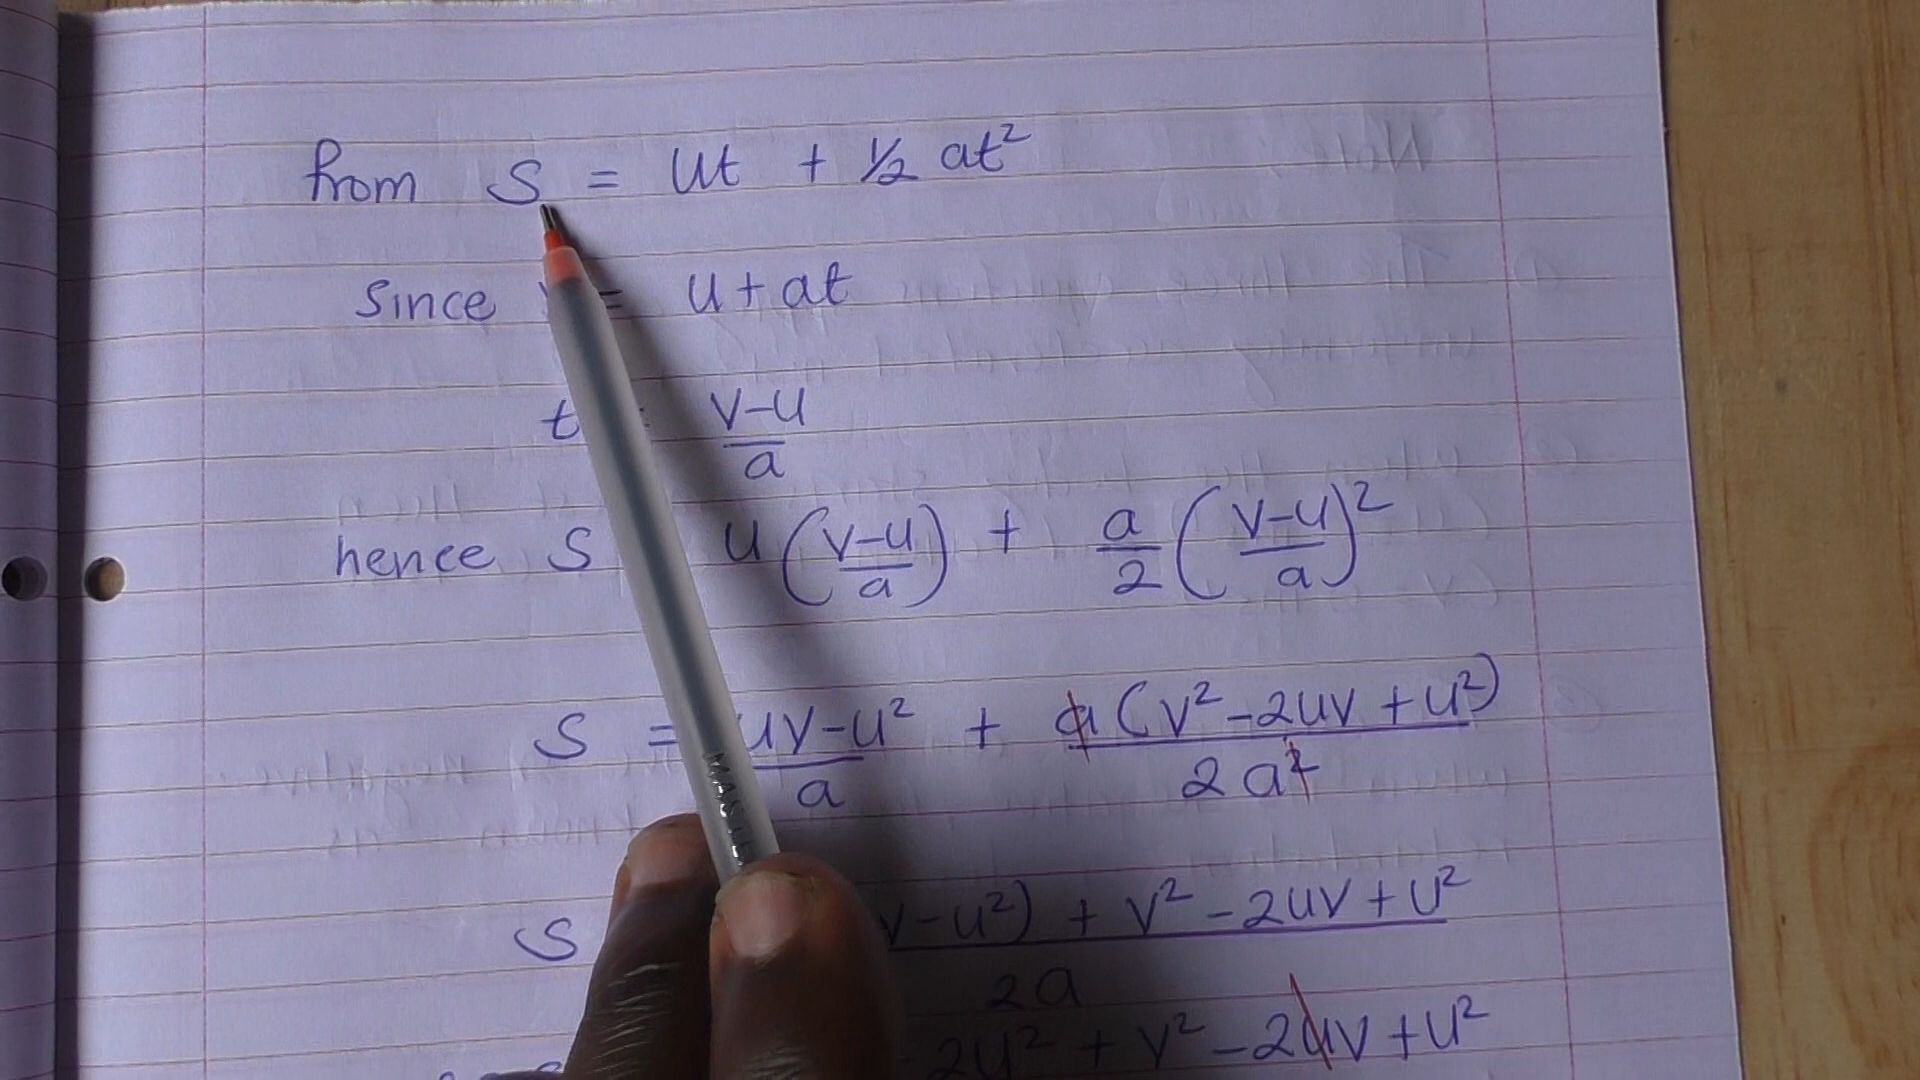 from S = ut + ½ at²
since = u + at
t = v-u/a
hence S u(v-u/a) + a/2(v-u/a)²
S = uv-u²/a + a(v²-2uv+u²)/2a²
S v-u²) + v²-2uv+u²/2a
-2u² + v²-2uv+u²